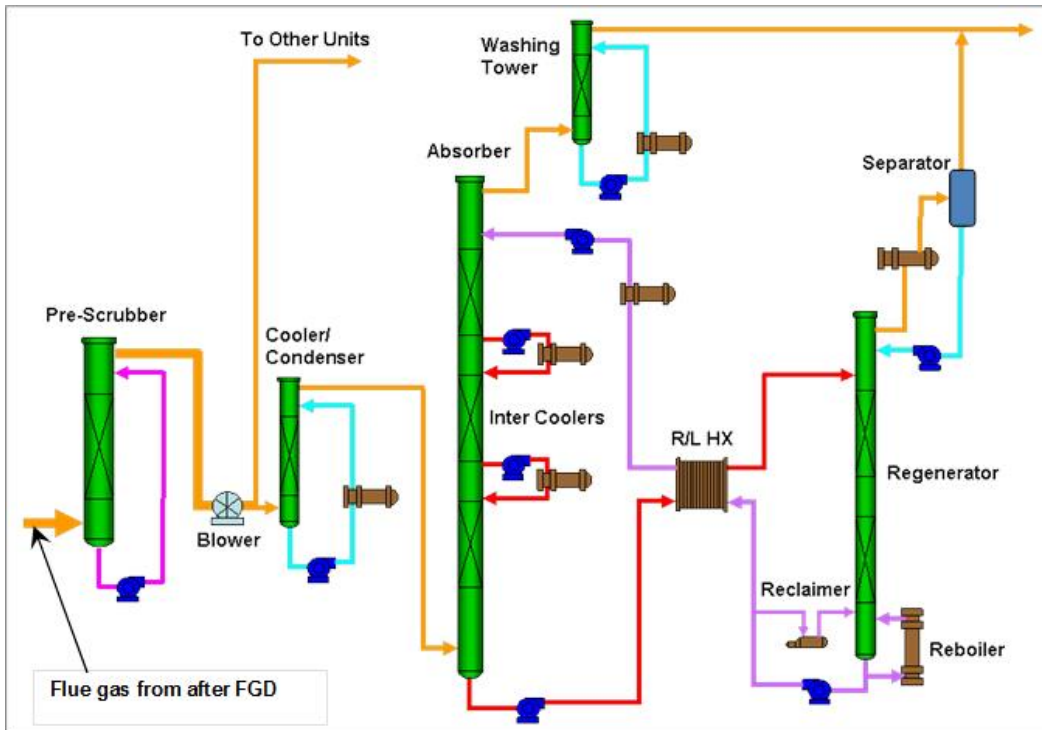 To Other Units
Washing
Tower
Absorber
Separator
Pre-Scrubber
Cooler/
Condenser
Inter Coolers
R/L HX
Regenerator
Blower
Reclaimer
Reboiler
Flue gas from after FGD